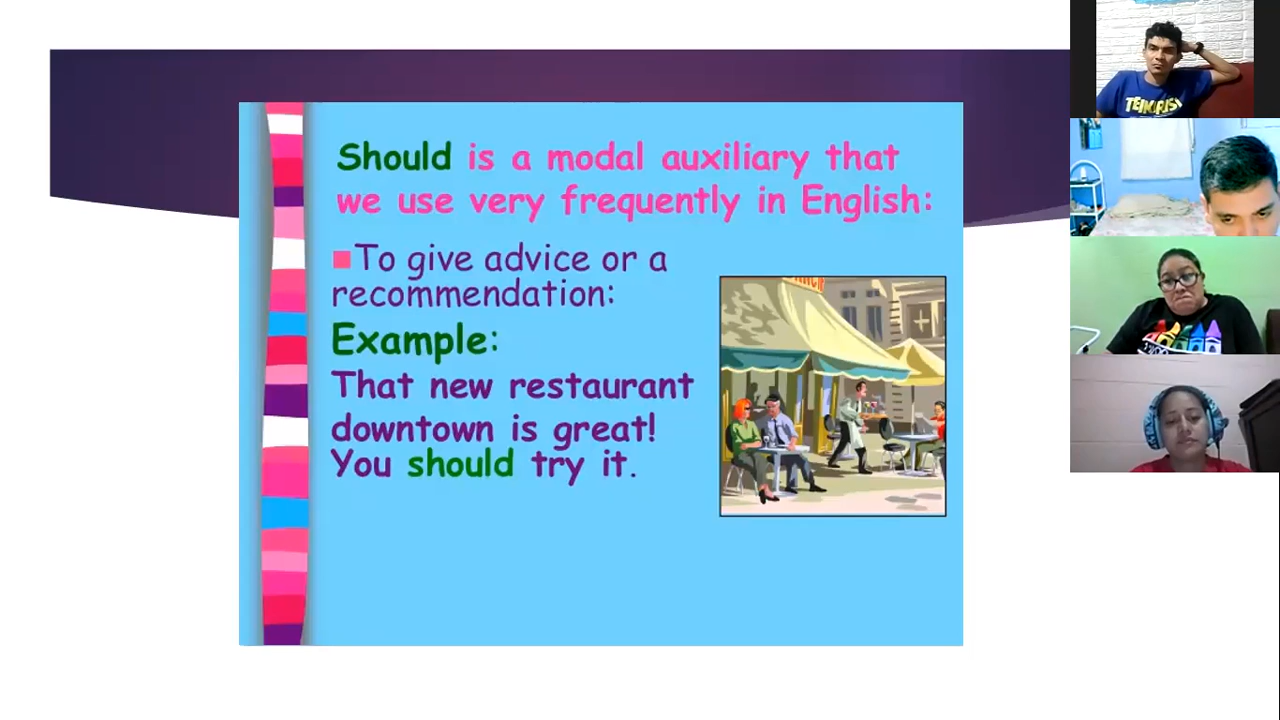 Should is a modal auxiliary that
we use very frequently in English:
To give advice or a
recommendation:
Example:
That new restaurant
downtown is great!
You should try it.